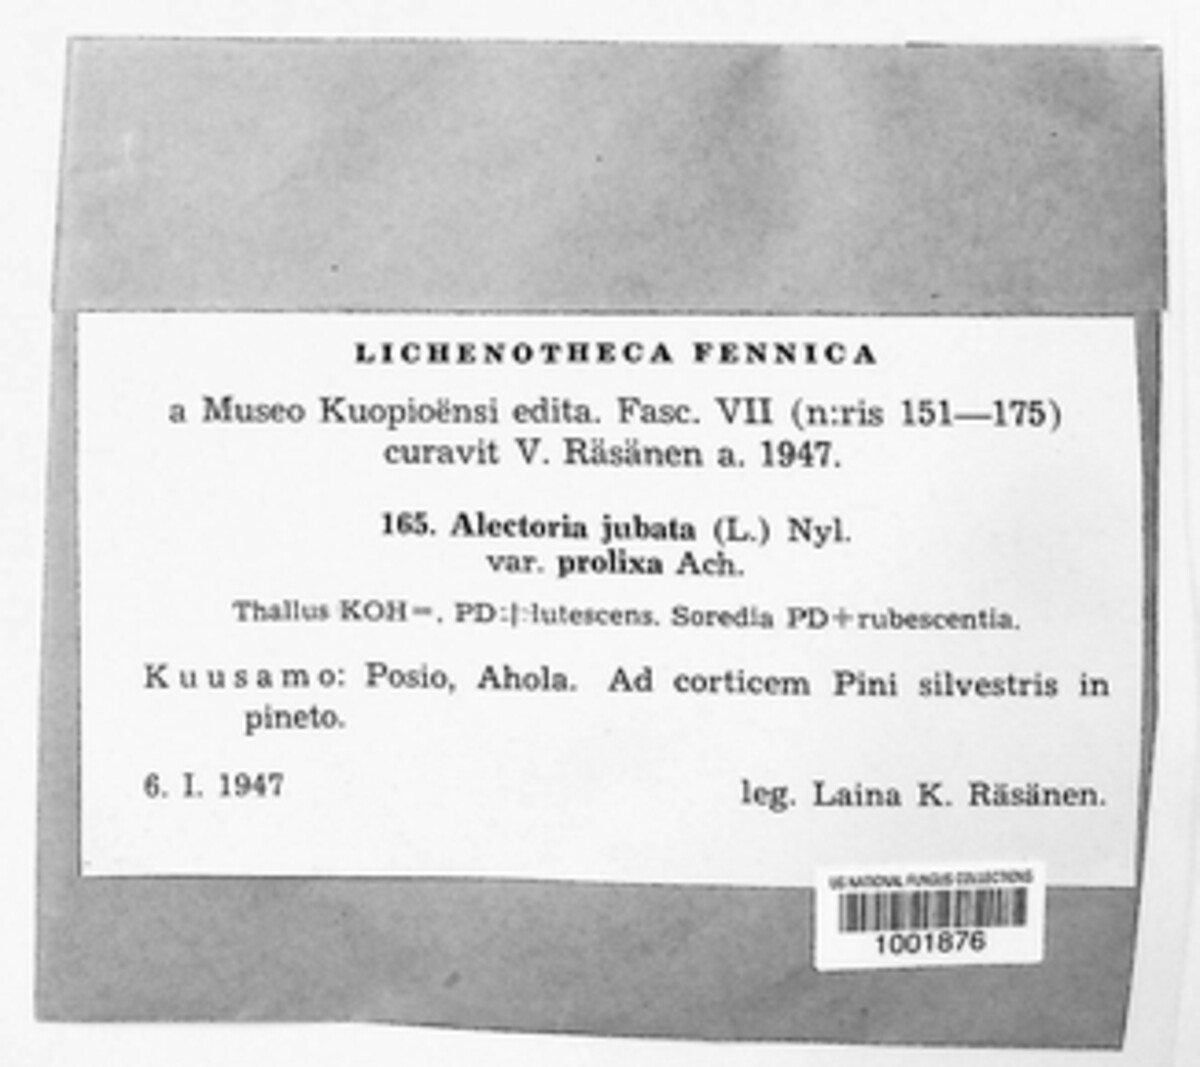 LICHENOTHECA FENNICA
a Museo Kuopioënsi edita. Fasc. VII (n:ris 151—175)
curavit V. Räsänen a. 1947.
165. Alectoria jubata (L.) Nyl.
var. prolixa Ach.
Thallus KOH=. PD:|:lutescens. Soredia PD+rubescentia.
Kuusamo: Posio, Ahola. Ad corticem Pini silvestris in
pineto.
6. I. 1947
leg. Laina K. Räsänen.
US NATIONAL FUNGUS COLLECTIONS
1001876